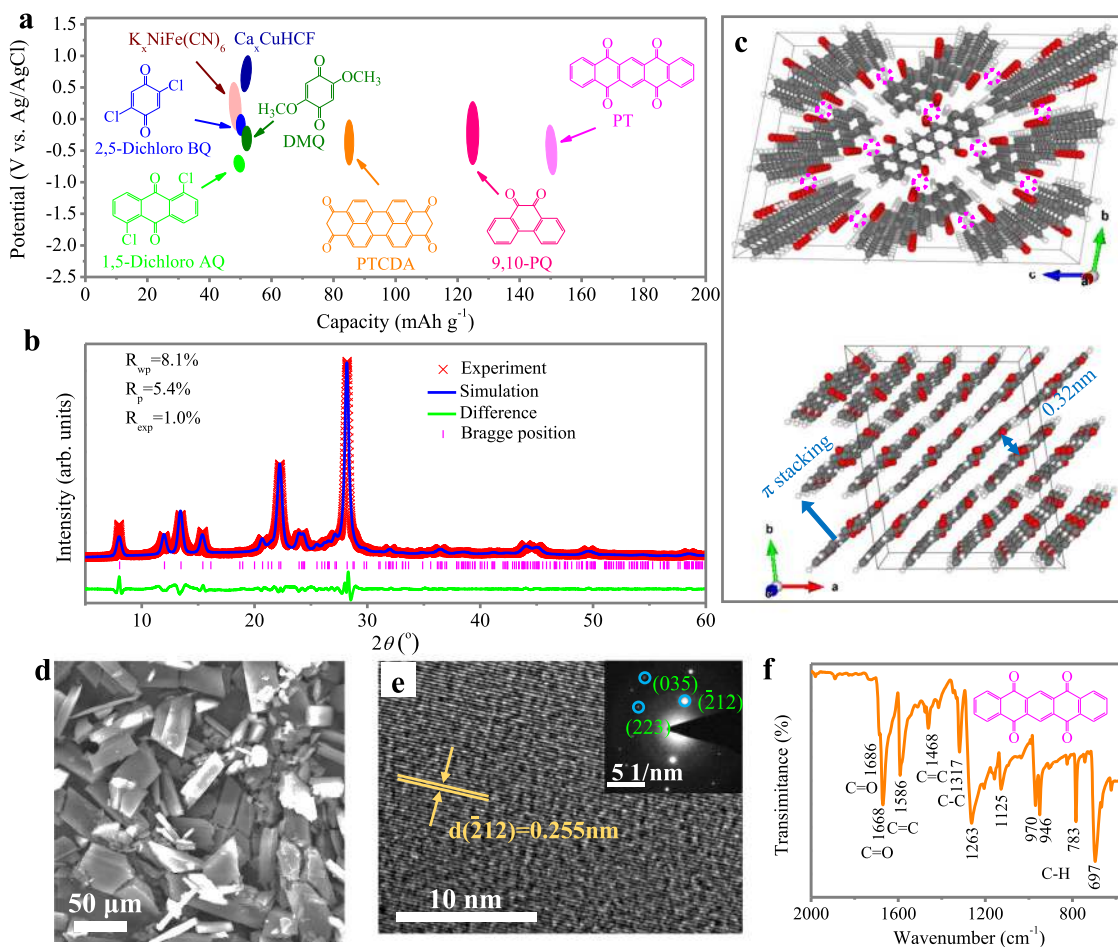 a
1.5
1.0
0.5
0.0
-0.5
-1.0
-1.5
-2.0
-2.5
Potential (V vs. Ag/AgCl)
KxNiFe(CN)6
CaxCuHCF
O
Cl
Cl
O
2,5-Dichloro BQ
O
OCH3
H3CO
O
DMQ
O
Cl
Cl
O
1,5-Dichloro AQ
O
O
O
O
PTCDA
O
O
9,10-PQ
O
O
O
O
PT
0 20 40 60 80 100 120 140 160 180 200
Capacity (mAh g-1)
b
Rwp=8.1%
Rp=5.4%
Rexp=1.0%
Experiment
Simulation
Difference
Bragge position
Intensity (arb. units)
10 20 30 40 50 60
2θ (o)
c
b
c
a
0.32nm
π stacking
b
c
a
d
50 μm
e
(035)
(2̄12)
(223)
5 1/nm
d(2̄12)=0.255nm
10 nm
f
Transimitance (%)
O
O
O
O
C=O
1686
1668
C=O
1586
C=C
1468
C=C
1317
C-C
1263
1125
970
946
783
697
C-H
2000 1600 1200 800
Wavenumber (cm-1)